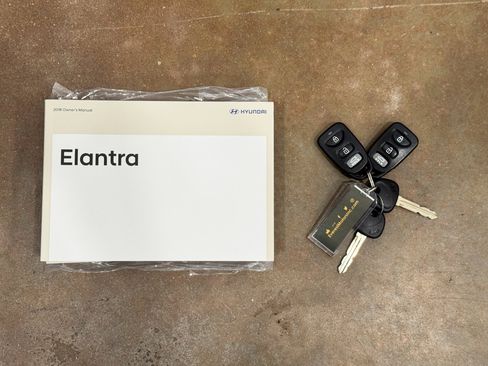 2018 Owner's Manual
HYUNDAI
Elantra